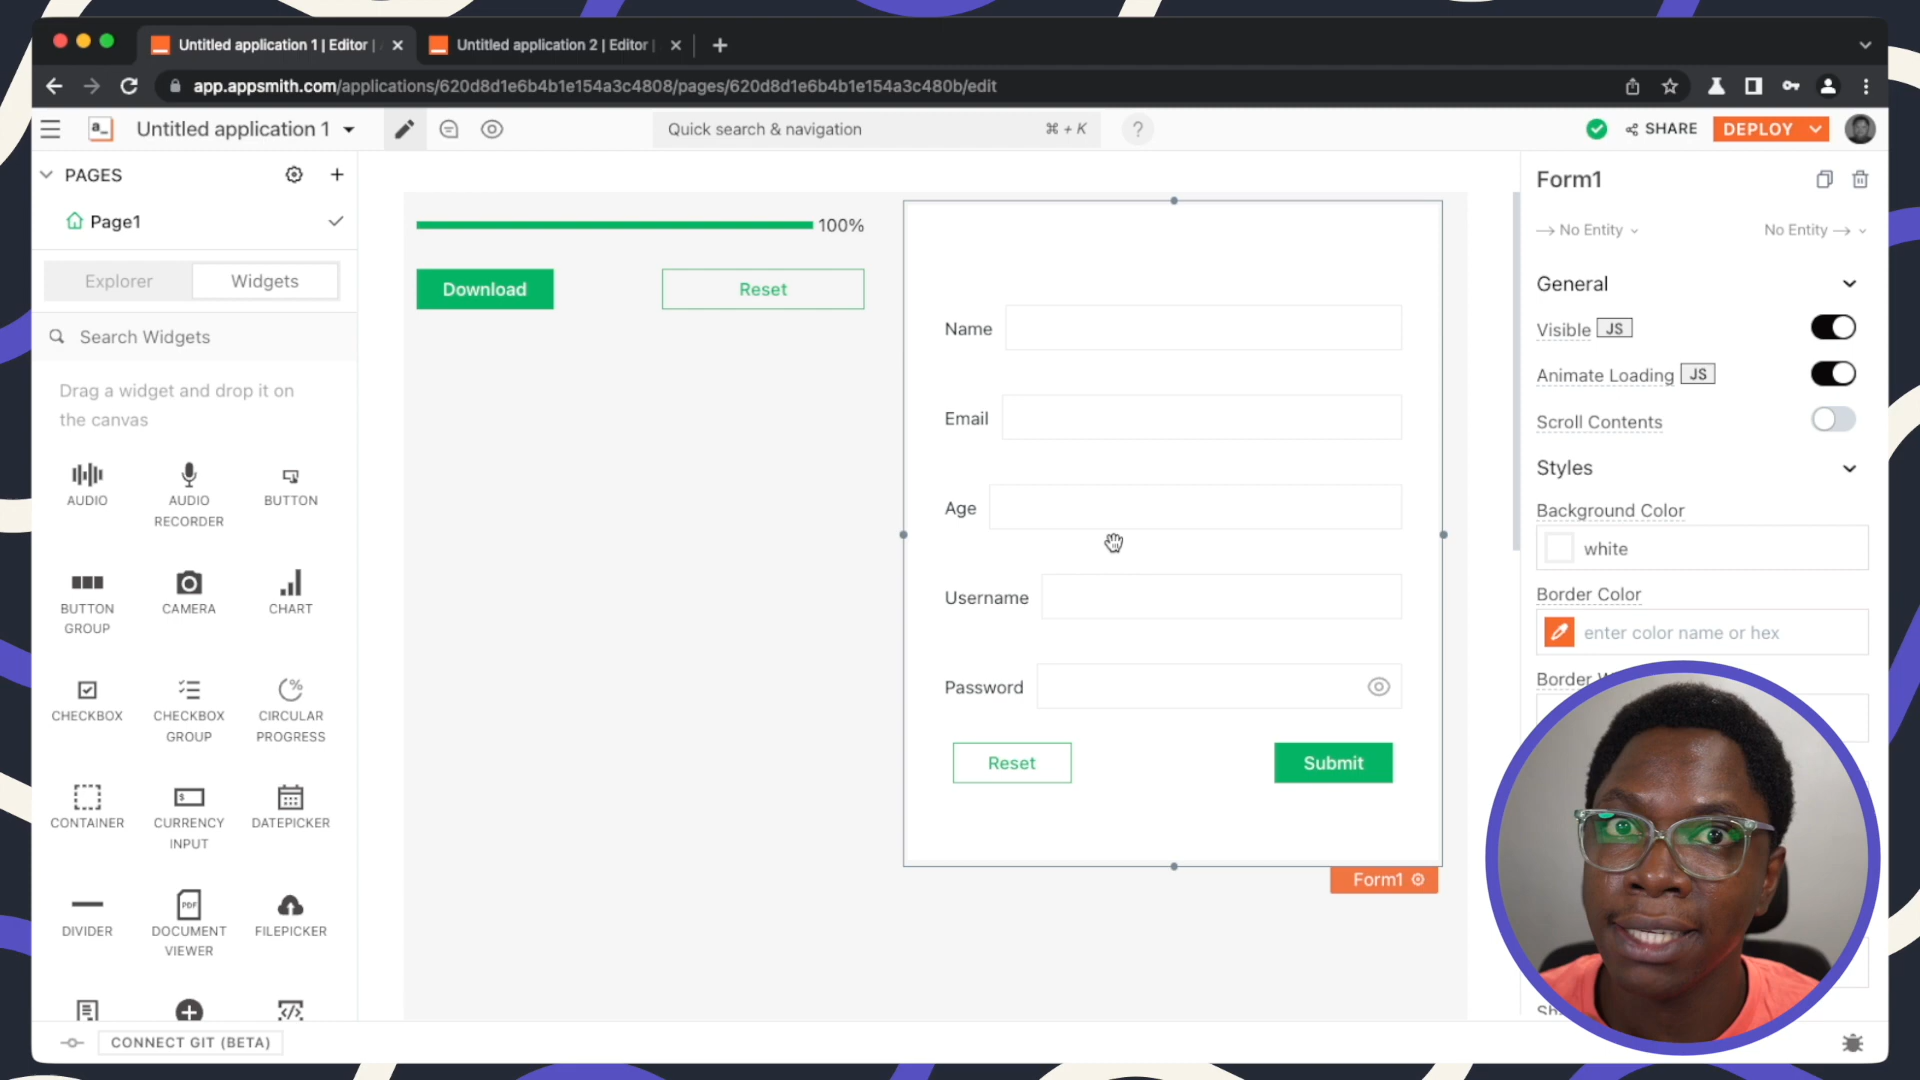 Untitled application 1 | Editor |
Untitled application 2 | Editor
app.appsmith.com/applications/620d8d1e6b4b1e154a3c4808/pages/620d8d1e6b4b1e154a3c480b/edit
a_
Untitled application 1
Quick search & navigation
⌘ + K
?
SHARE
DEPLOY
PAGES
Page1
Explorer
Widgets
Search Widgets
Drag a widget and drop it on
the canvas
AUDIO
AUDIO
RECORDER
BUTTON
BUTTON
GROUP
CAMERA
CHART
CHECKBOX
CHECKBOX
GROUP
CIRCULAR
PROGRESS
CONTAINER
CURRENCY
INPUT
DATEPICKER
DIVIDER
PDF
DOCUMENT
VIEWER
FILEPICKER
CONNECT GIT (BETA)
100%
Download
Reset
Name
Email
Age
Username
Password
Reset
Submit
Form1
Form1
No Entity
No Entity
General
Visible
JS
Animate Loading
JS
Scroll Contents
Styles
Background Color
white
Border Color
enter color name or hex
Border